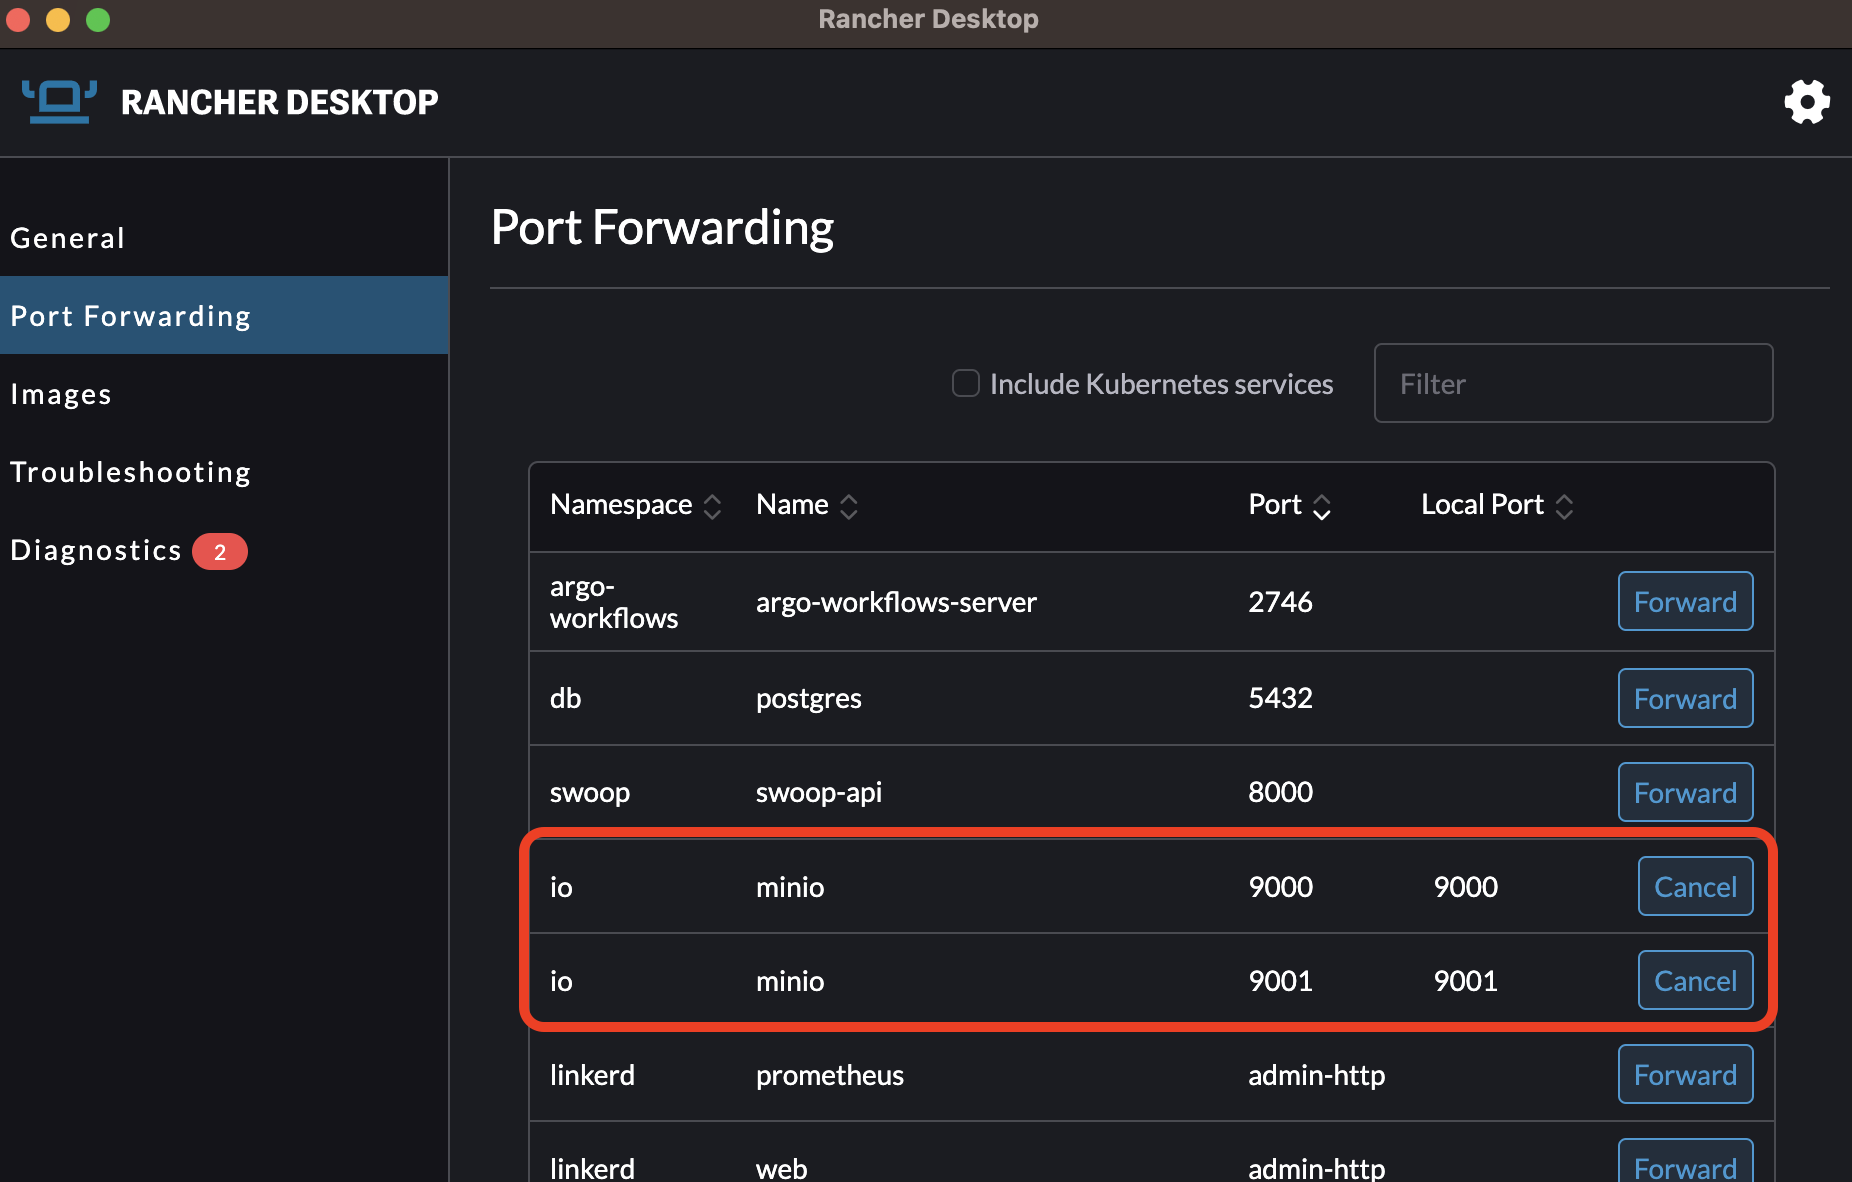 Rancher Desktop
RANCHER DESKTOP
General
Port Forwarding
Images
Troubleshooting
Diagnostics 2
Port Forwarding
Include Kubernetes services
Filter
Namespace Name Port Local Port
argo-
workflows argo-workflows-server 2746 Forward
db postgres 5432 Forward
swoop swoop-api 8000 Forward
io minio 9000 9000 Cancel
io minio 9001 9001 Cancel
linkerd prometheus admin-http Forward
linkerd web admin-http Forward